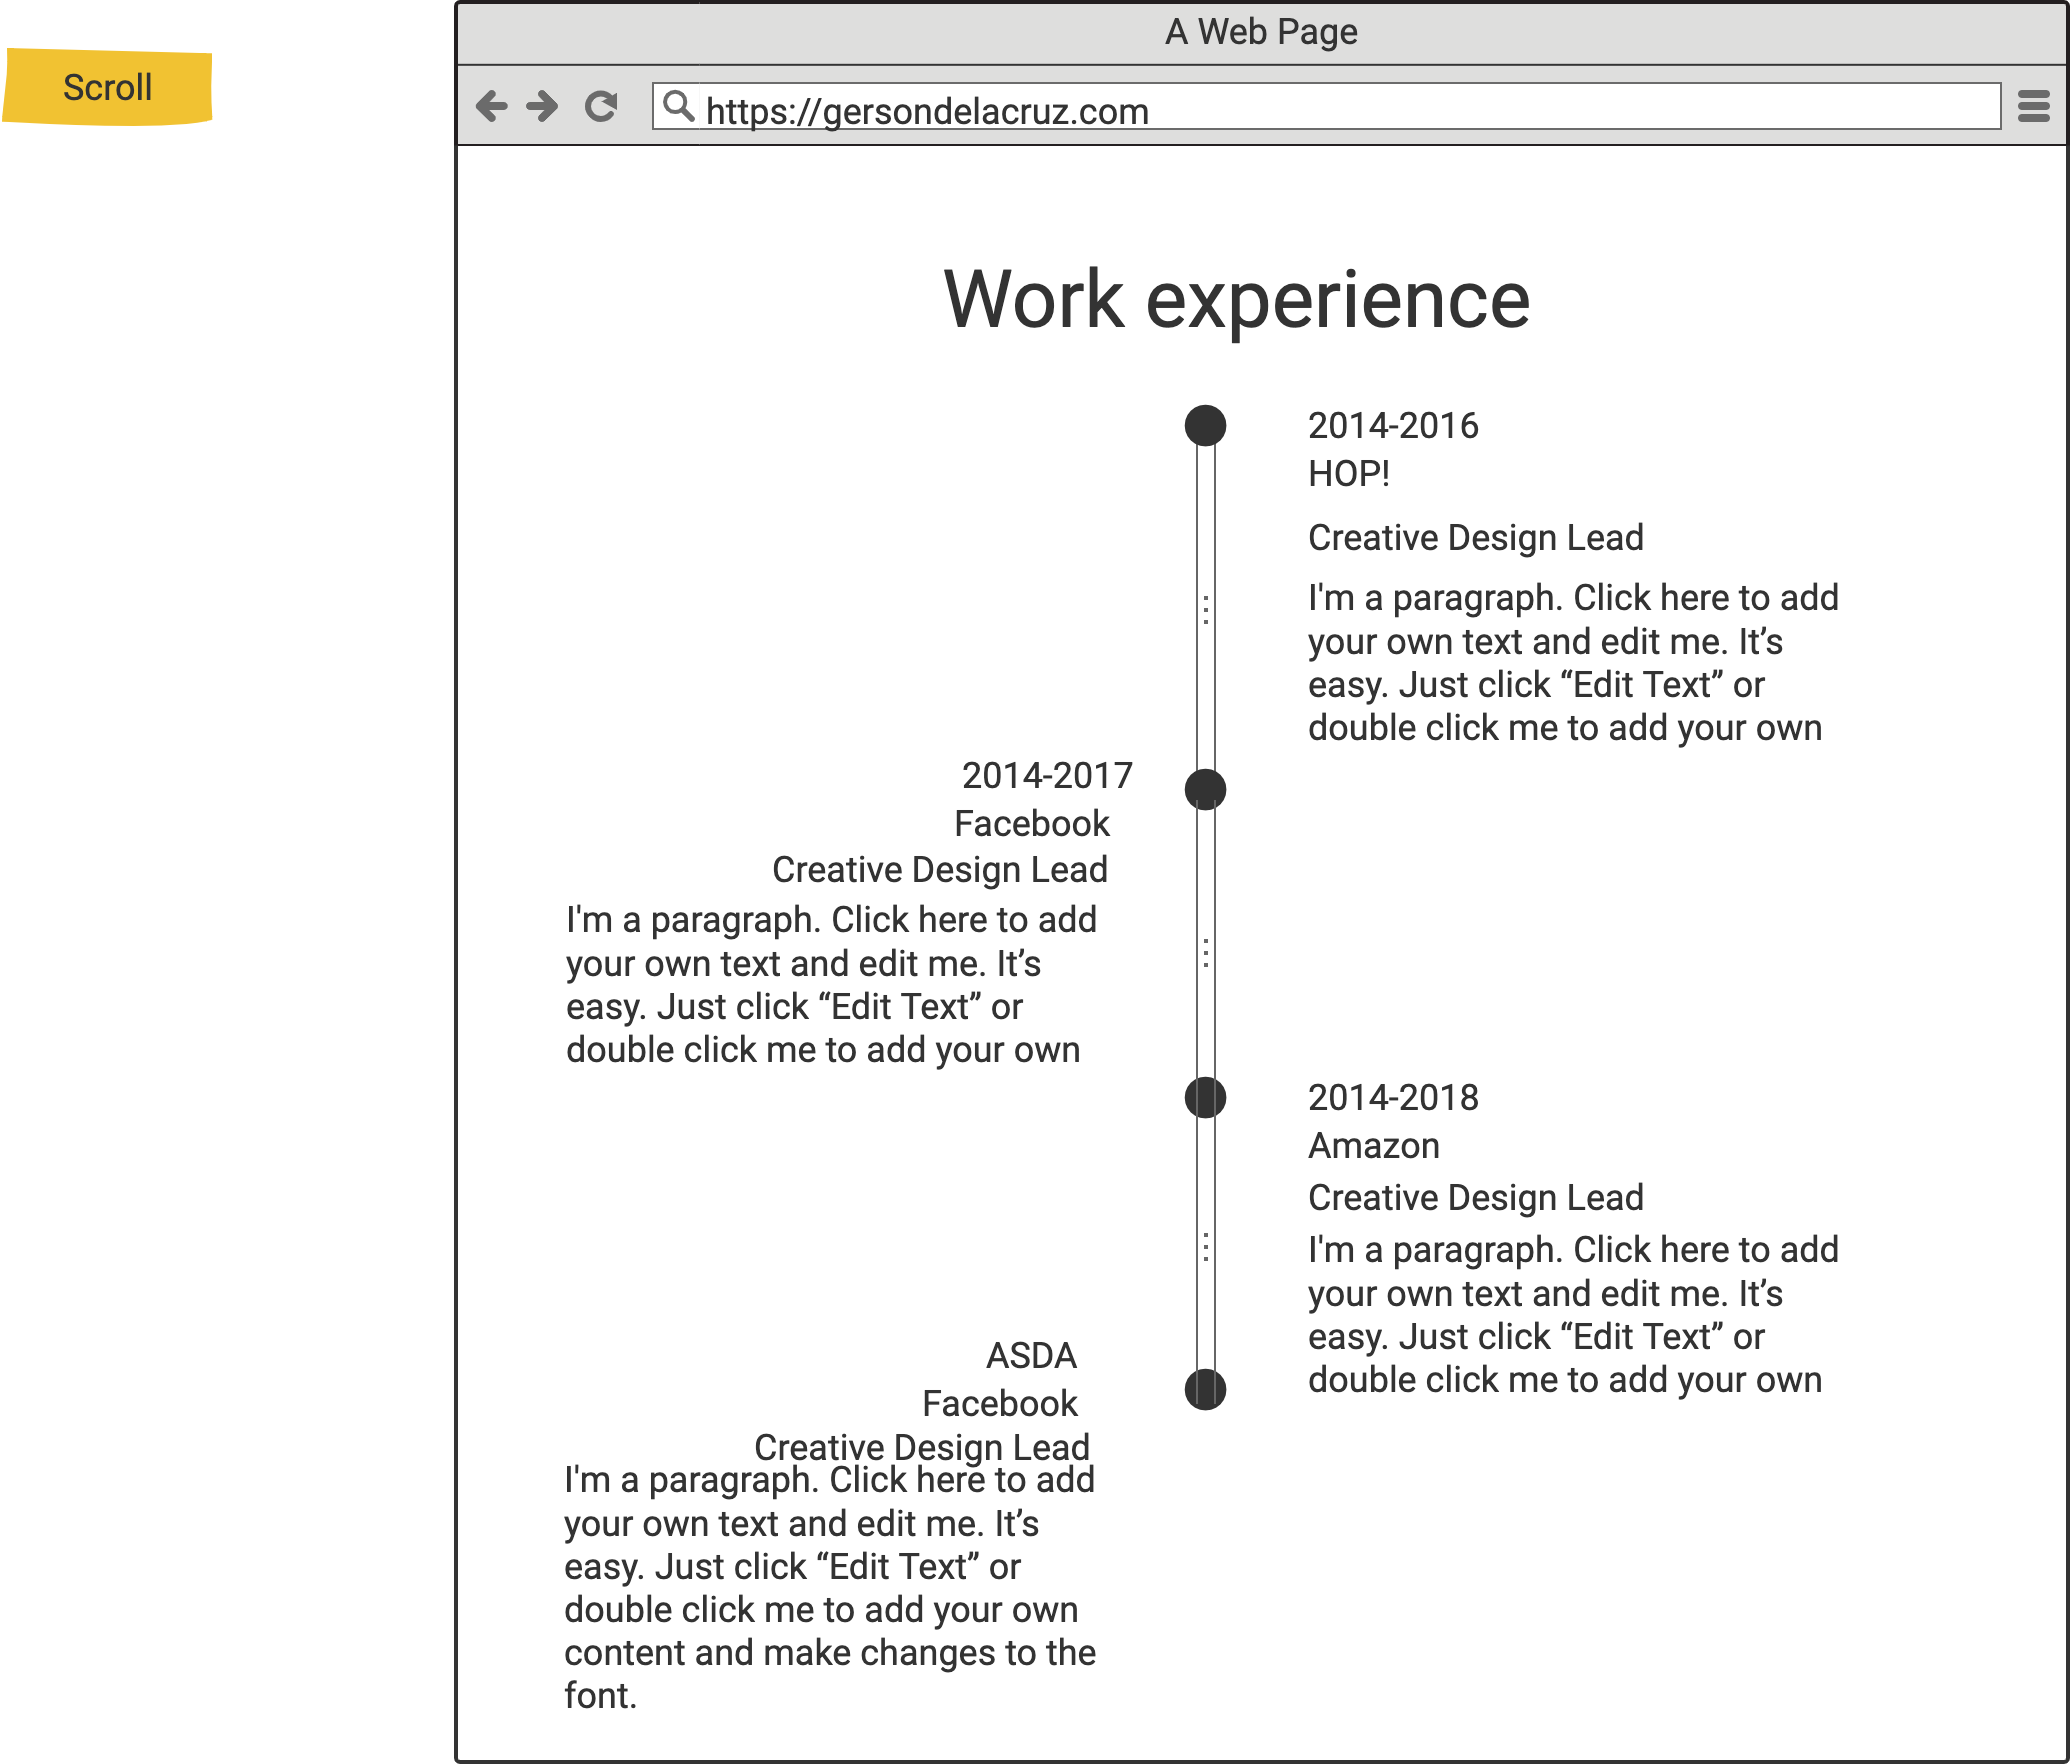 Scroll
A Web Page
https://gersondelacruz.com
Work experience
2014-2016
HOP!
Creative Design Lead
I'm a paragraph. Click here to add
your own text and edit me. It’s
easy. Just click “Edit Text” or
double click me to add your own
2014-2017
Facebook
Creative Design Lead
I'm a paragraph. Click here to add
your own text and edit me. It’s
easy. Just click “Edit Text” or
double click me to add your own
2014-2018
Amazon
Creative Design Lead
I'm a paragraph. Click here to add
your own text and edit me. It’s
easy. Just click “Edit Text” or
double click me to add your own
ASDA
Facebook
Creative Design Lead
I'm a paragraph. Click here to add
your own text and edit me. It’s
easy. Just click “Edit Text” or
double click me to add your own
content and make changes to the
font.